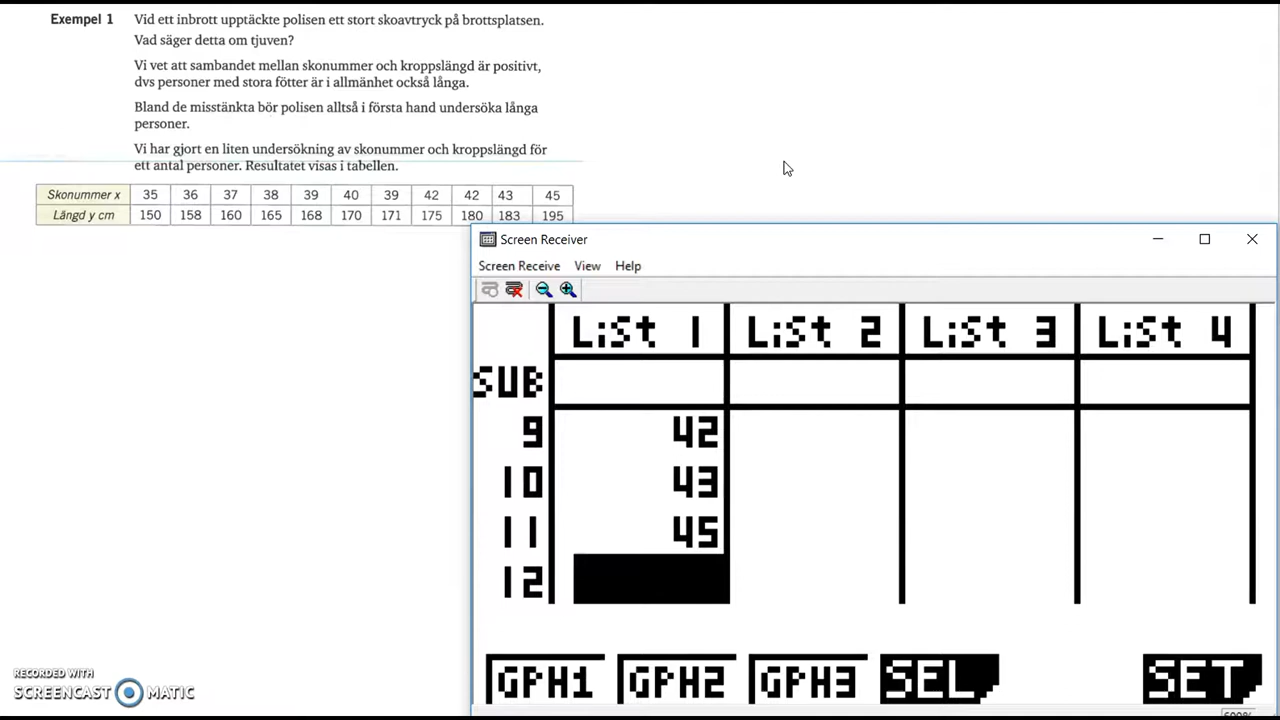 Exempel 1 Vid ett inbrott upptäckte polisen ett stort skoavtryck på brottsplatsen.
Vad säger detta om tjuven?
Vi vet att sambandet mellan skonummer och kroppslängd är positivt,
dvs personer med stora fötter är i allmänhet också långa.
Bland de misstänkta bör polisen alltså i första hand undersöka långa
personer.
Vi har gjort en liten undersökning av skonummer och kroppslängd för
ett antal personer. Resultatet visas i tabellen.
Skonummer x 35 36 37 38 39 40 39 42 42 43 45
Längd y cm 150 158 160 165 168 170 171 175 180 183 195
Screen Receiver
Screen Receive View Help
LiSt 1 LiSt 2 LiSt 3 LiSt 4
SUB
9 42
10 43
11 45
12
GPH1 GPH2 GPH3 SEL SET
RECORDED WITH
SCREENCAST MATIC